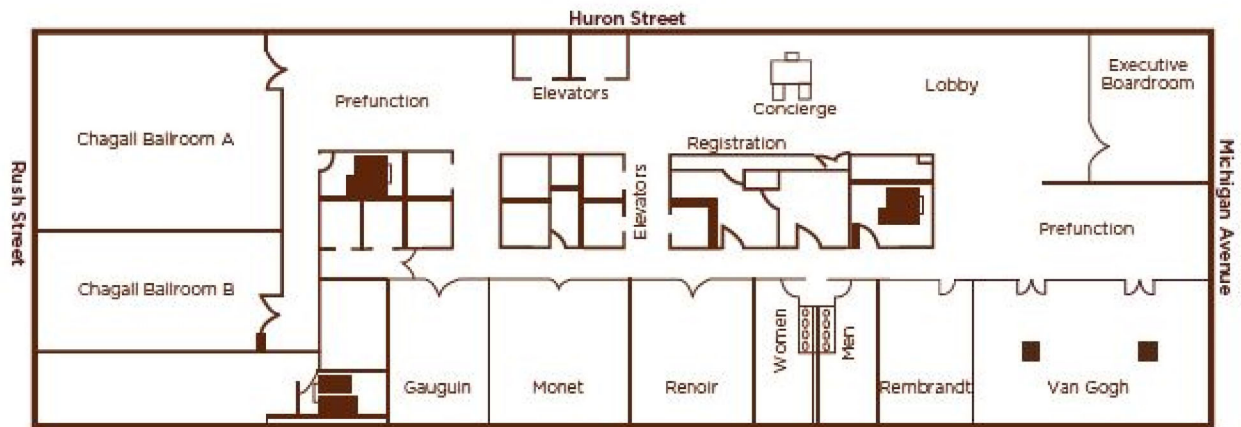 Huron Street
Executive
Boardroom
Lobby
Elevators
Prefunction
Concierge
Chagall Ballroom A
Registration
Rush Street
Michigan Avenue
Elevators
Prefunction
Chagall Ballroom B
Women
Men
Gauguin
Monet
Renoir
Rembrandt
Van Gogh